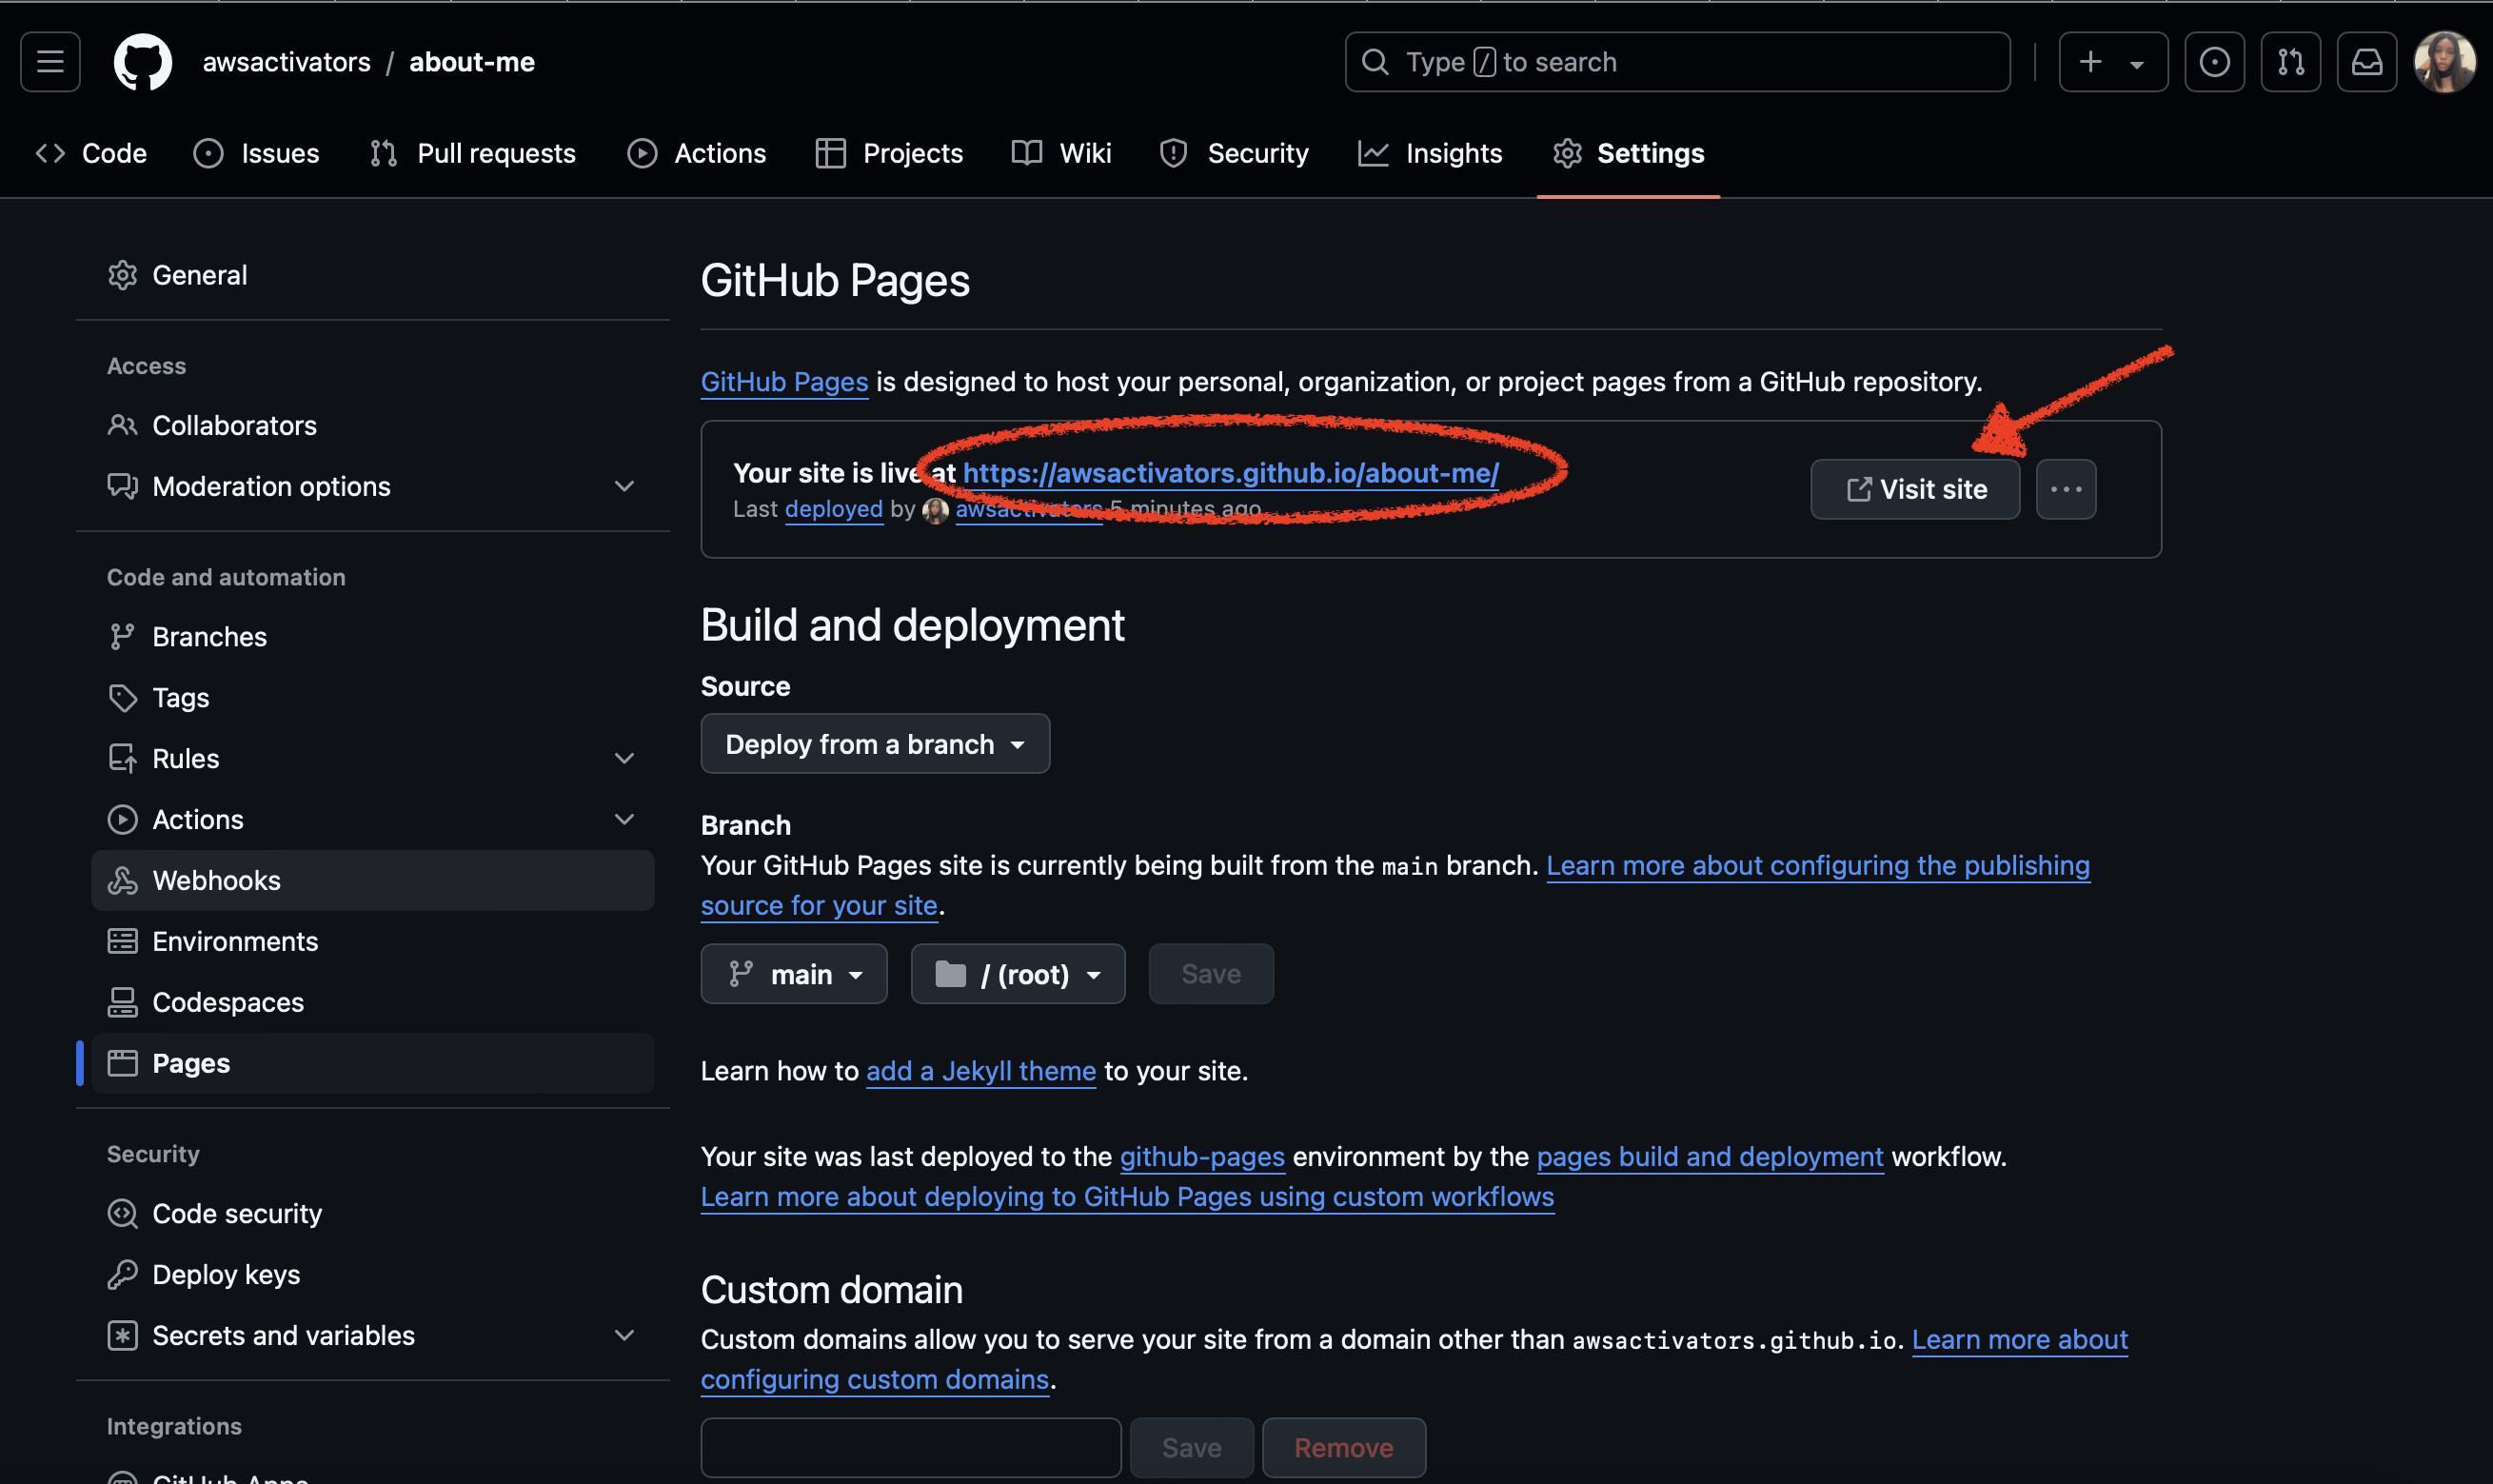 awsactivators / about-me
Type / to search
Code
Issues
Pull requests
Actions
Projects
Wiki
Security
Insights
Settings
General
Access
Collaborators
Moderation options
Code and automation
Branches
Tags
Rules
Actions
Webhooks
Environments
Codespaces
Pages
Security
Code security
Deploy keys
Secrets and variables
Integrations
GitHub Apps
GitHub Pages
GitHub Pages is designed to host your personal, organization, or project pages from a GitHub repository.
Your site is live at https://awsactivators.github.io/about-me/
Last deployed by awsactivators 5 minutes ago
Visit site
Build and deployment
Source
Deploy from a branch
Branch
Your GitHub Pages site is currently being built from the main branch. Learn more about configuring the publishing
source for your site.
main
/ (root)
Save
Learn how to add a Jekyll theme to your site.
Your site was last deployed to the github-pages environment by the pages build and deployment workflow.
Learn more about deploying to GitHub Pages using custom workflows
Custom domain
Custom domains allow you to serve your site from a domain other than awsactivators.github.io. Learn more about
configuring custom domains.
Save
Remove